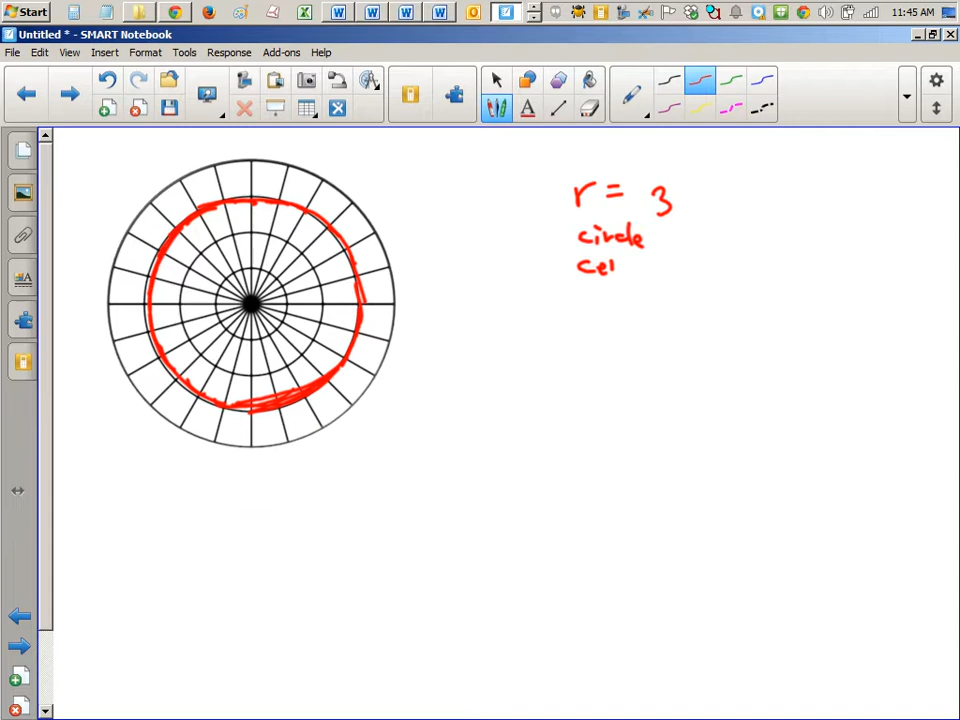 Start
11:45 AM
Untitled * - SMART Notebook
File Edit View Insert Format Tools Response Add-ons Help
r = 3
circle
cei